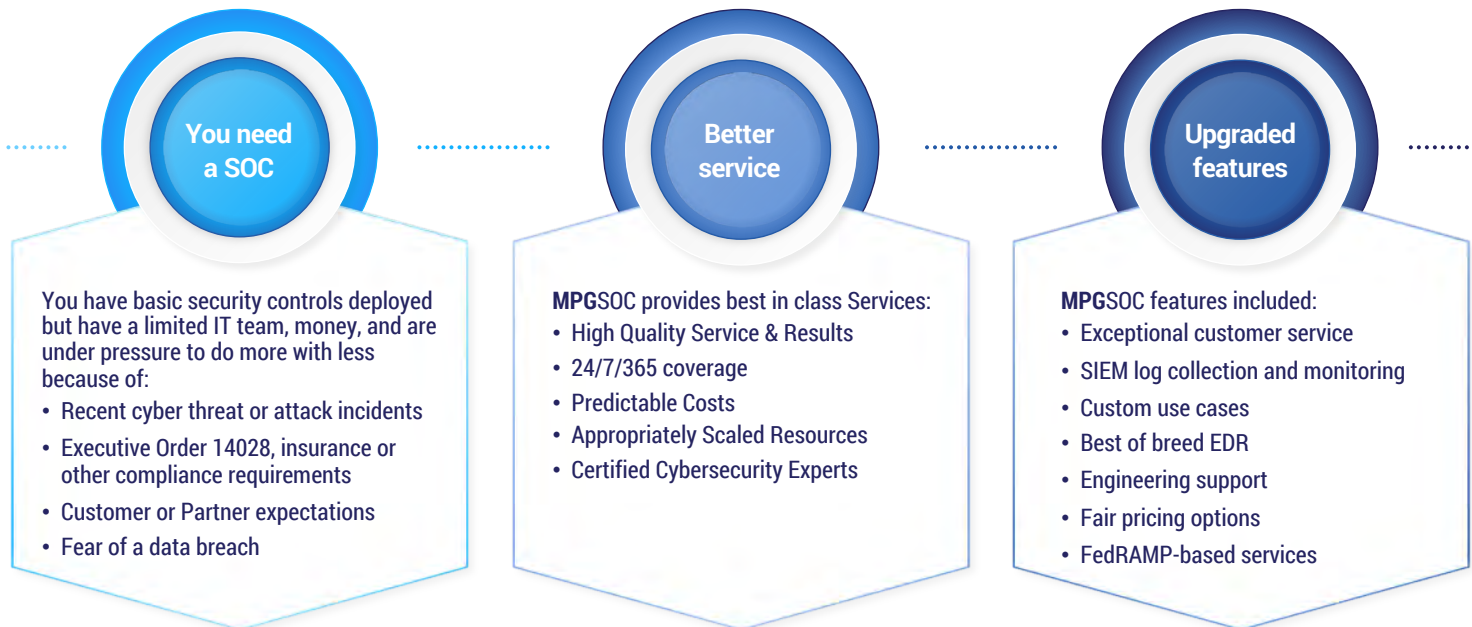 You need
a SOC
You have basic security controls deployed
but have a limited IT team, money, and are
under pressure to do more with less
because of:
• Recent cyber threat or attack incidents
• Executive Order 14028, insurance or
other compliance requirements
• Customer or Partner expectations
• Fear of a data breach
Better
service
MPGSOC provides best in class Services:
• High Quality Service & Results
• 24/7/365 coverage
• Predictable Costs
• Appropriately Scaled Resources
• Certified Cybersecurity Experts
Upgraded
features
MPGSOC features included:
• Exceptional customer service
• SIEM log collection and monitoring
• Custom use cases
• Best of breed EDR
• Engineering support
• Fair pricing options
• FedRAMP-based services